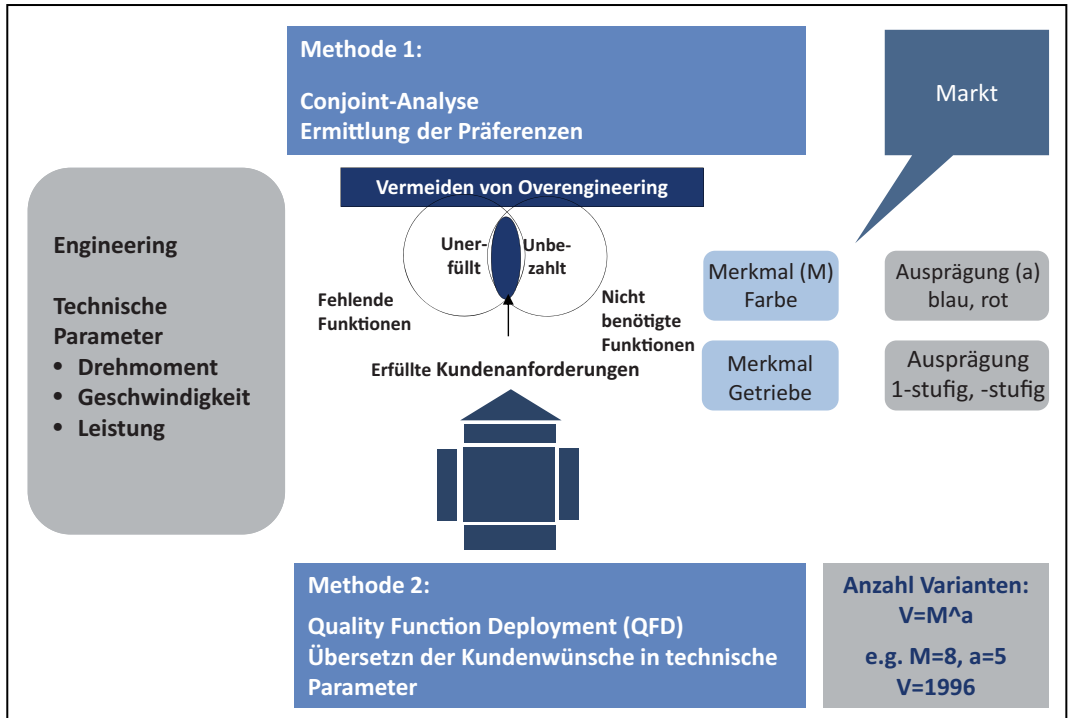 Methode 1:
Conjoint-Analyse
Ermittlung der Präferenzen
Markt
Vermeiden von Overengineering
Engineering
Technische
Parameter
• Drehmoment
• Geschwindigkeit
• Leistung
Uner-
füllt
Unbe-
zahlt
Fehlende
Funktionen
Nicht
benötigte
Funktionen
Erfüllte Kundenanforderungen
Merkmal (M)
Farbe
Ausprägung (a)
blau, rot
Merkmal
Getriebe
Ausprägung
1-stufig, -stufig
Methode 2:
Quality Function Deployment (QFD)
Übersetzn der Kundenwünsche in technische
Parameter
Anzahl Varianten:
V=M^a
e.g. M=8, a=5
V=1996